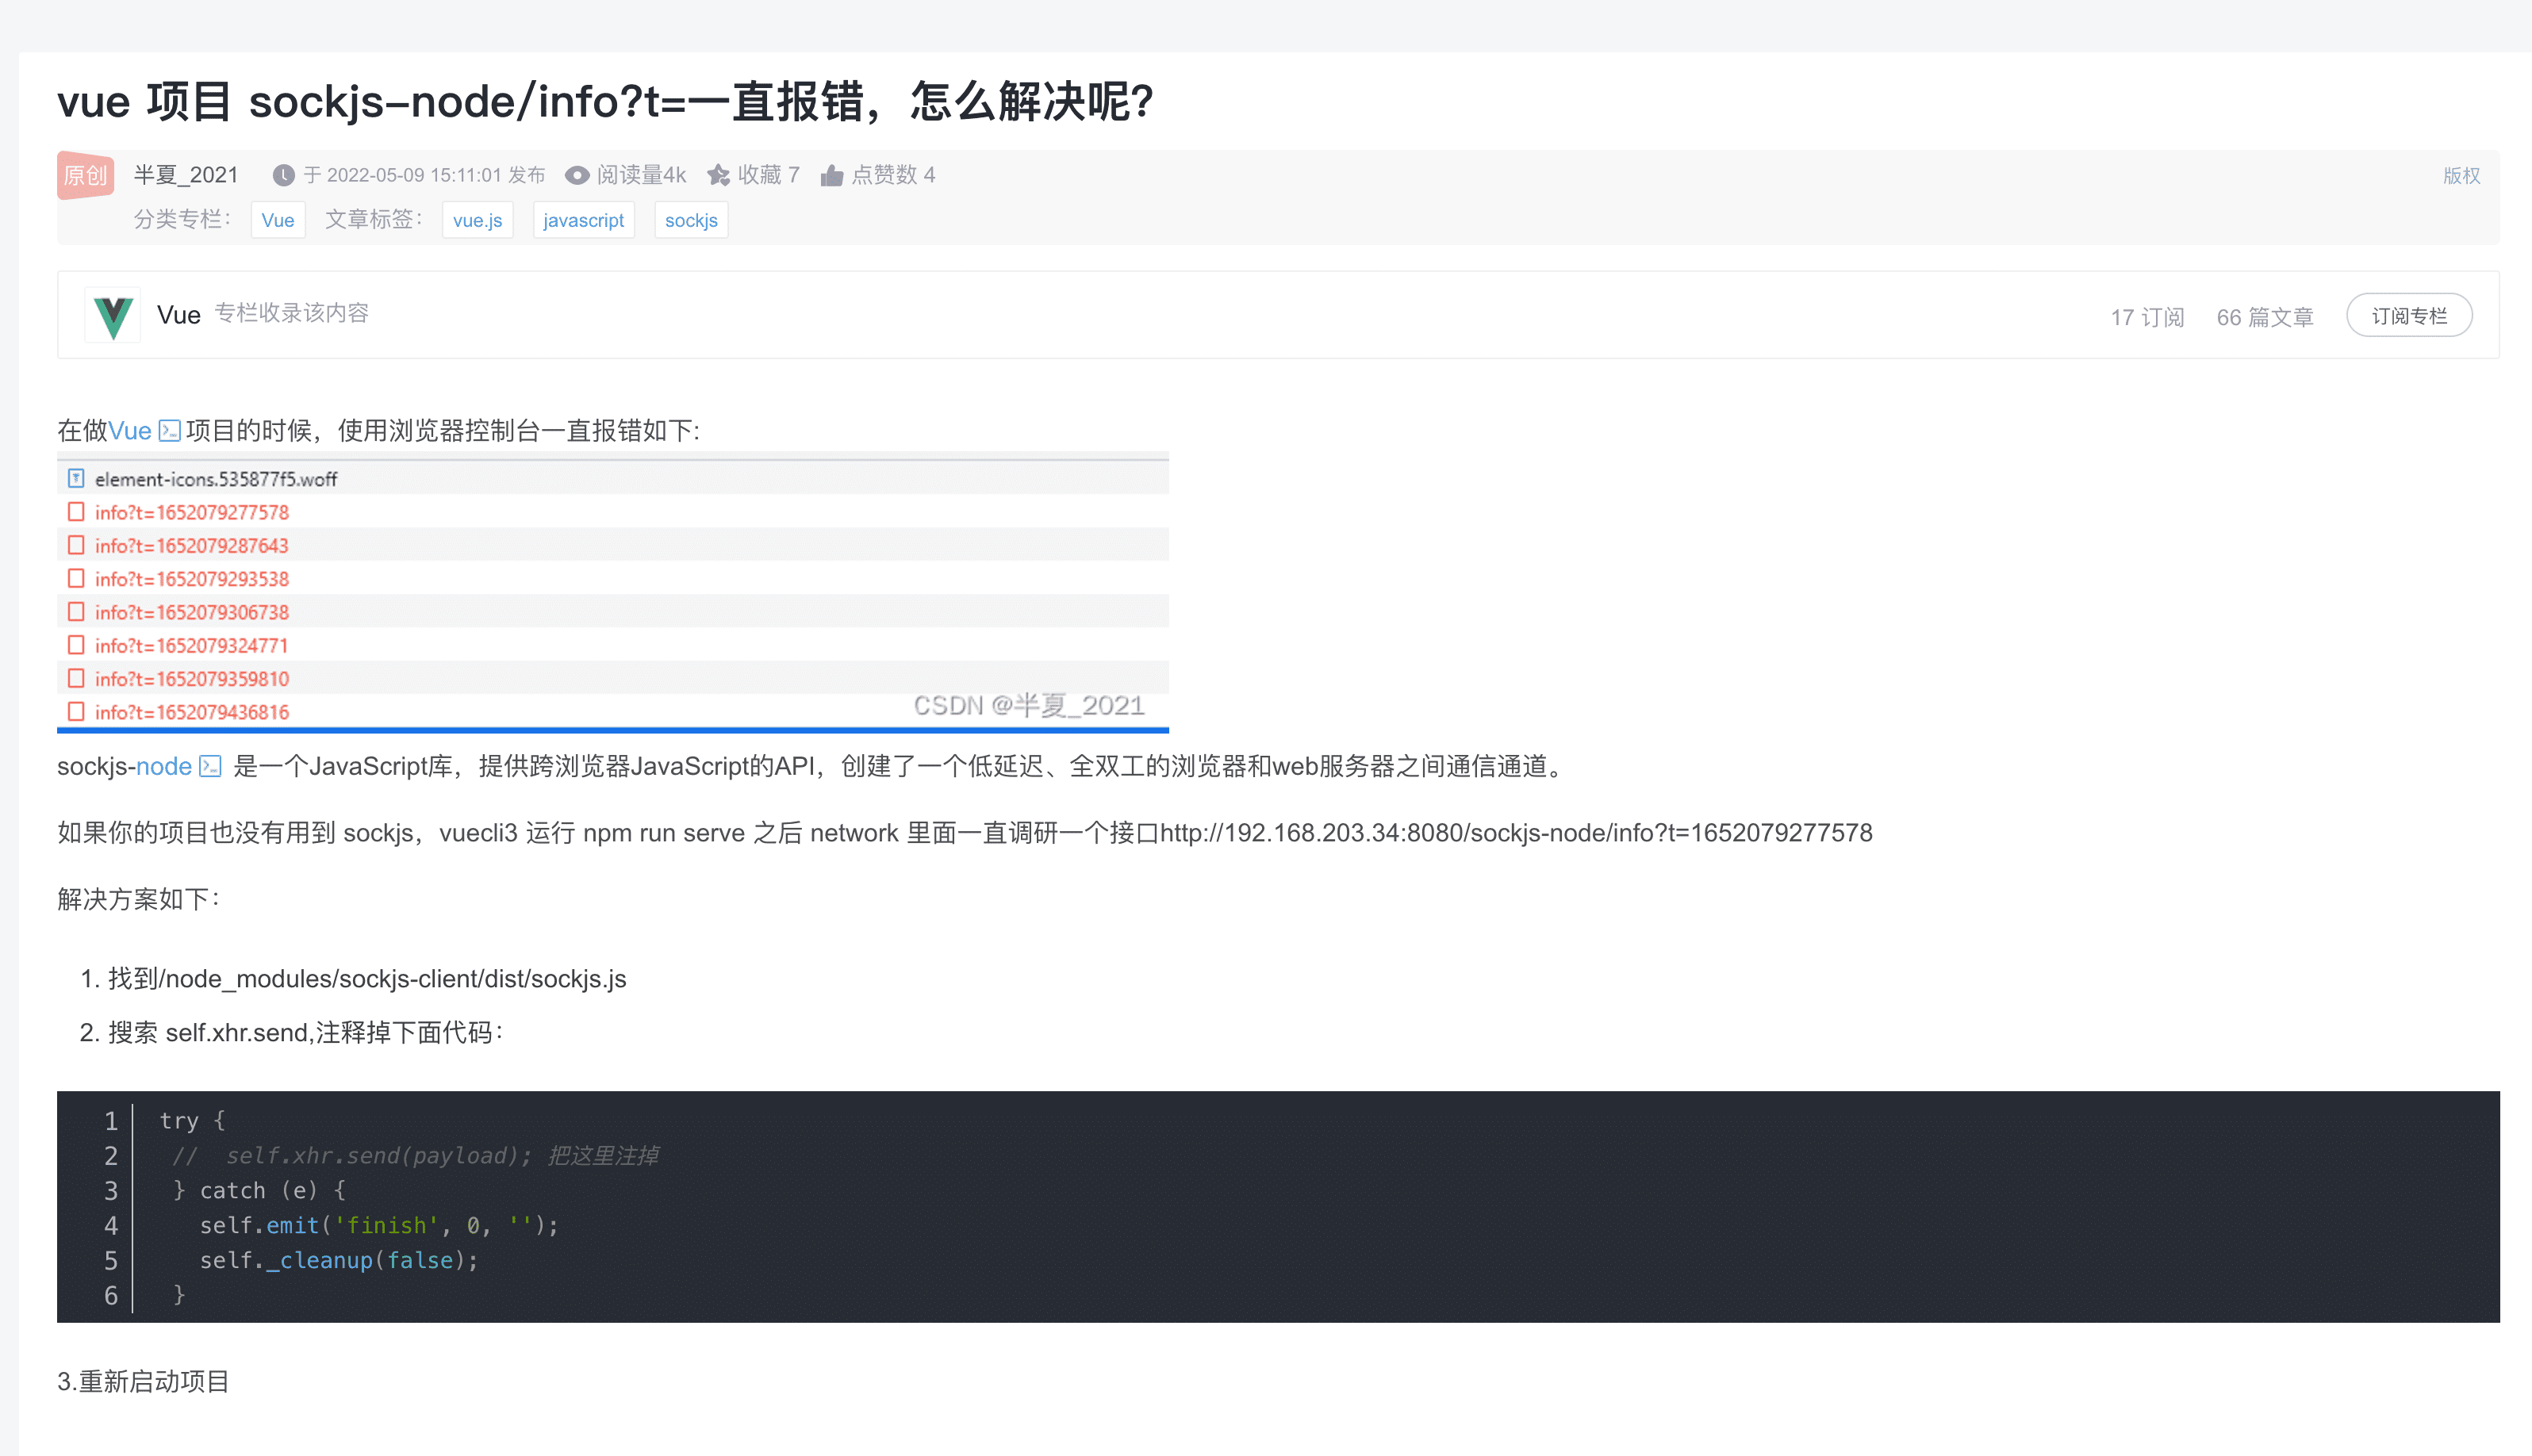 vue 项目 sockjs-node/info?t=一直报错，怎么解决呢？
原创 半夏_2021 于 2022-05-09 15:11:01 发布 阅读量4k 收藏 7 点赞数 4 版权
分类专栏： Vue 文章标签： vue.js javascript sockjs
Vue 专栏收录该内容 17 订阅 66 篇文章 订阅专栏
在做Vue项目的时候，使用浏览器控制台一直报错如下:
element-icons.535877f5.woff
info?t=1652079277578
info?t=1652079287643
info?t=1652079293538
info?t=1652079306738
info?t=1652079324771
info?t=1652079359810
info?t=1652079436816
CSDN @半夏_2021
sockjs-node 是一个JavaScript库，提供跨浏览器JavaScript的API，创建了一个低延迟、全双工的浏览器和web服务器之间通信通道。
如果你的项目也没有用到 sockjs，vuecli3 运行 npm run serve 之后 network 里面一直调研一个接口http://192.168.203.34:8080/sockjs-node/info?t=1652079277578
解决方案如下：
1. 找到/node_modules/sockjs-client/dist/sockjs.js
2. 搜索 self.xhr.send,注释掉下面代码：
1 try {
2 //  self.xhr.send(payload); 把这里注掉
3 } catch (e) {
4 self.emit('finish', 0, '');
5 self._cleanup(false);
6 }
3.重新启动项目